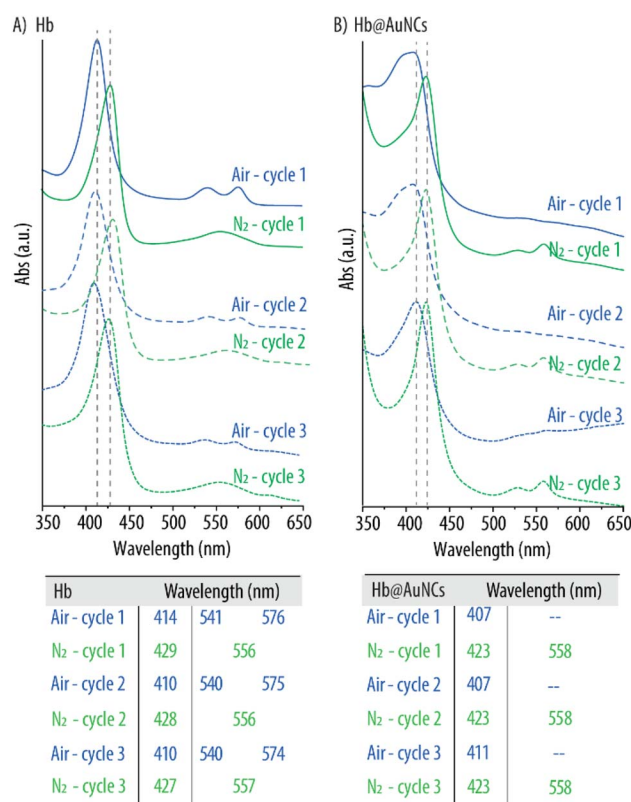 A) Hb
Abs (a.u.)
Air - cycle 1
N₂ - cycle 1
Air - cycle 2
N₂ - cycle 2
Air - cycle 3
N₂ - cycle 3
350 400 450 500 550 600 650
Wavelength (nm)
B) Hb@AuNCs
Abs (a.u.)
Air - cycle 1
N₂ - cycle 1
Air - cycle 2
N₂ - cycle 2
Air - cycle 3
N₂ - cycle 3
350 400 450 500 550 600 650
Wavelength (nm)
Hb Wavelength (nm)
Air - cycle 1 414 541 576
N₂ - cycle 1 429 556
Air - cycle 2 410 540 575
N₂ - cycle 2 428 556
Air - cycle 3 410 540 574
N₂ - cycle 3 427 557
Hb@AuNCs Wavelength (nm)
Air - cycle 1 407 --
N₂ - cycle 1 423 558
Air - cycle 2 407 --
N₂ - cycle 2 423 558
Air - cycle 3 411 --
N₂ - cycle 3 423 558